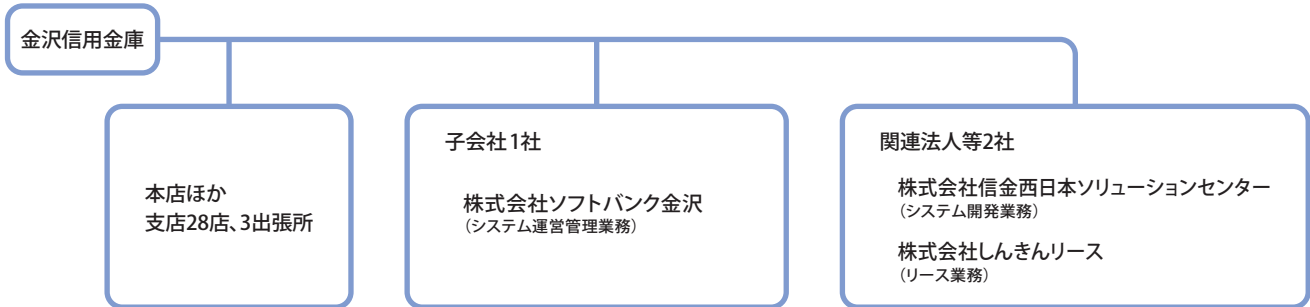 金沢信用金庫
本店ほか
支店28店、3出張所
子会社1社
株式会社ソフトバンク金沢
（システム運営管理業務）
関連法人等2社
株式会社信金西日本ソリューションセンター
（システム開発業務）
株式会社しんきんリース
（リース業務）